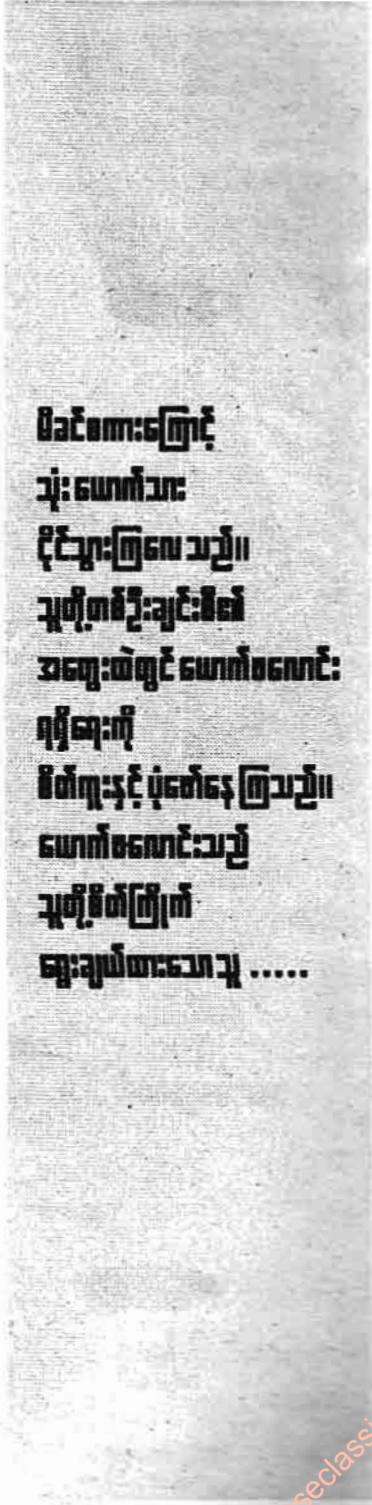 မိခင်စကားကြောင့်
သုံးယောက်သား
ငိုင်သွားကြလေသည်။
သူတို့တစ်ဦးချင်းစီ၏
အတွေးထဲတွင် ယောက်ဖလောင်း
ရရှိရေးကို
စိတ်ကူးနှင့် ပုံဖော်နေကြသည်။
ယောက်ဖလောင်းသည်
သူတို့စိတ်ကြိုက်
ရွေးချယ်ထားသောသူ .....
seclassi